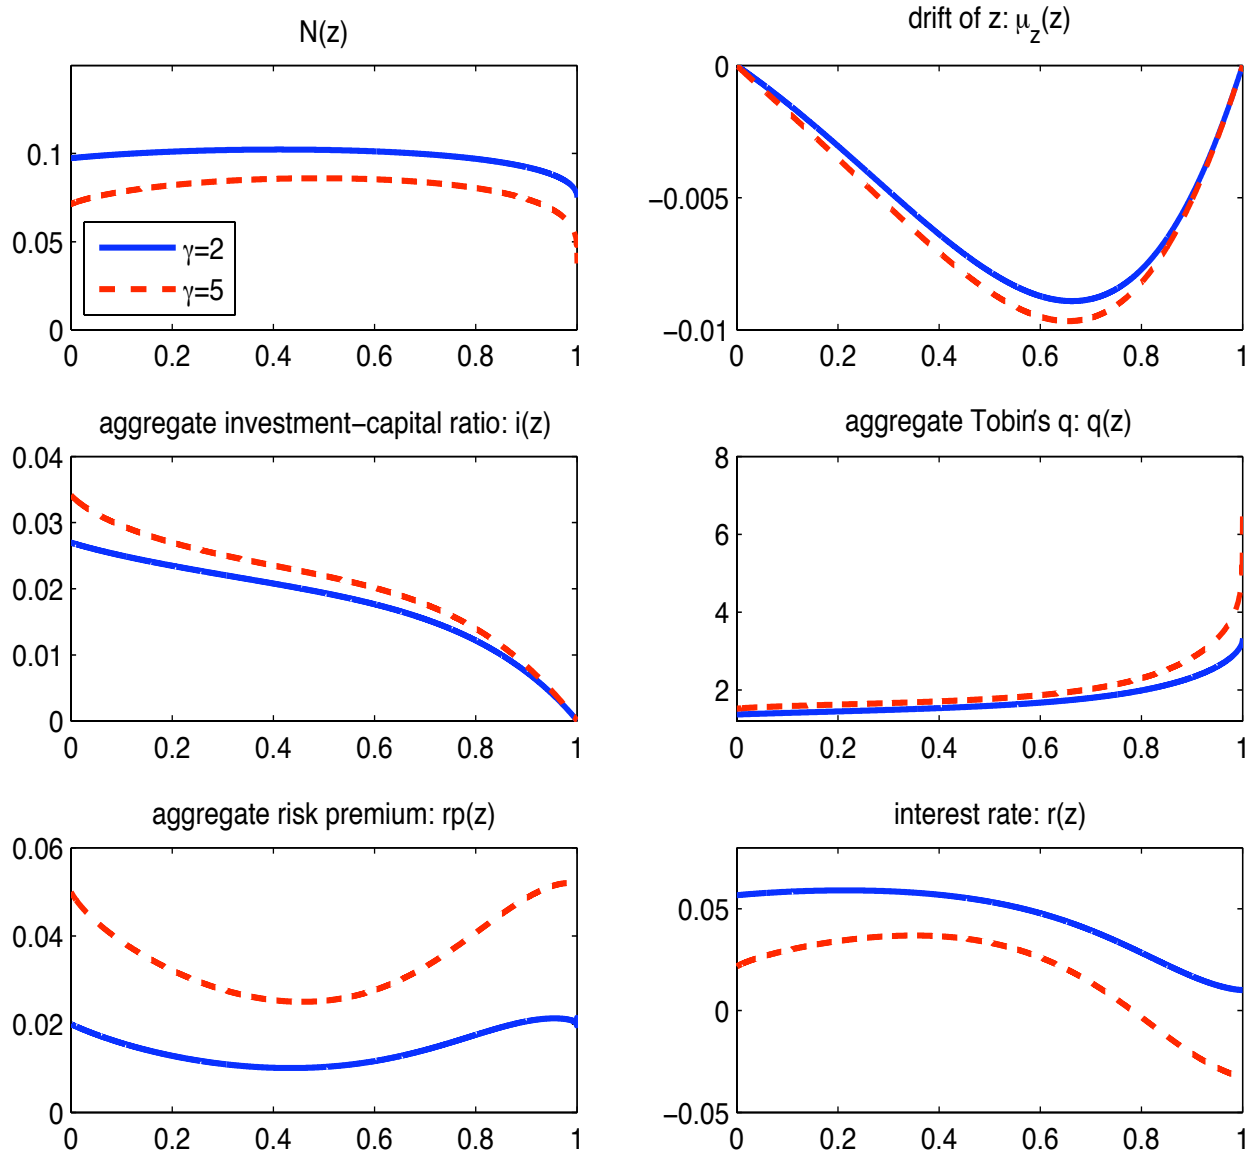 N(z)
0.1
0.05
0
γ=2
γ=5
0 0.2 0.4 0.6 0.8 1
drift of z: μz(z)
0
−0.005
−0.01
0 0.2 0.4 0.6 0.8 1
aggregate investment−capital ratio: i(z)
0.04
0.03
0.02
0.01
0
0 0.2 0.4 0.6 0.8 1
aggregate Tobin's q: q(z)
8
6
4
2
0 0.2 0.4 0.6 0.8 1
aggregate risk premium: rp(z)
0.06
0.04
0.02
0
0 0.2 0.4 0.6 0.8 1
interest rate: r(z)
0.05
0
−0.05
0 0.2 0.4 0.6 0.8 1